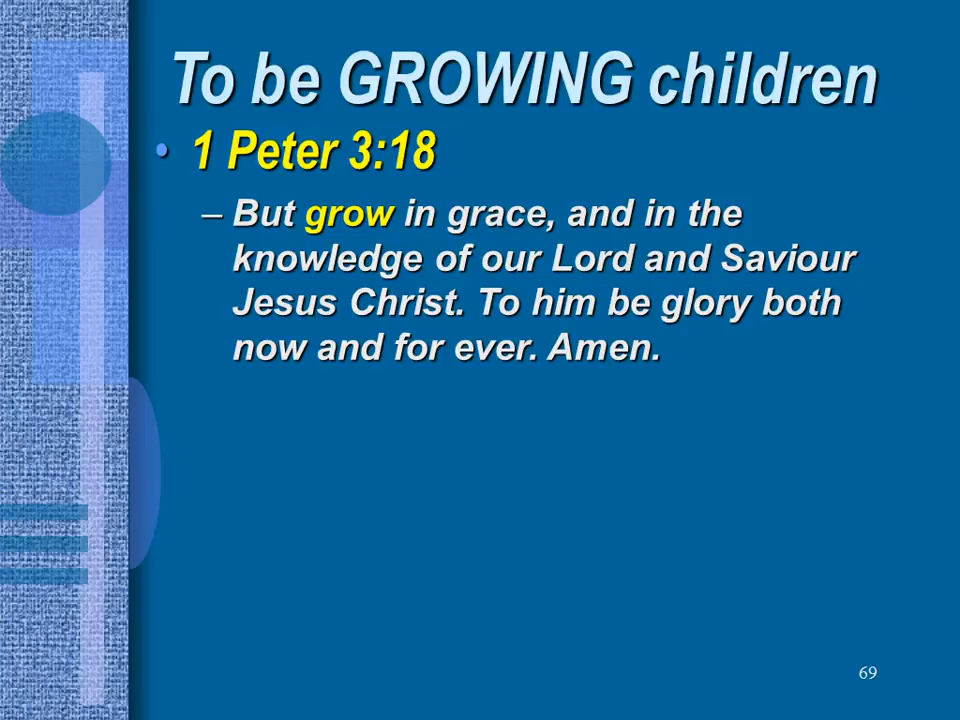 To be GROWING children
• 1 Peter 3:18
– But grow in grace, and in the
knowledge of our Lord and Saviour
Jesus Christ. To him be glory both
now and for ever. Amen.
69